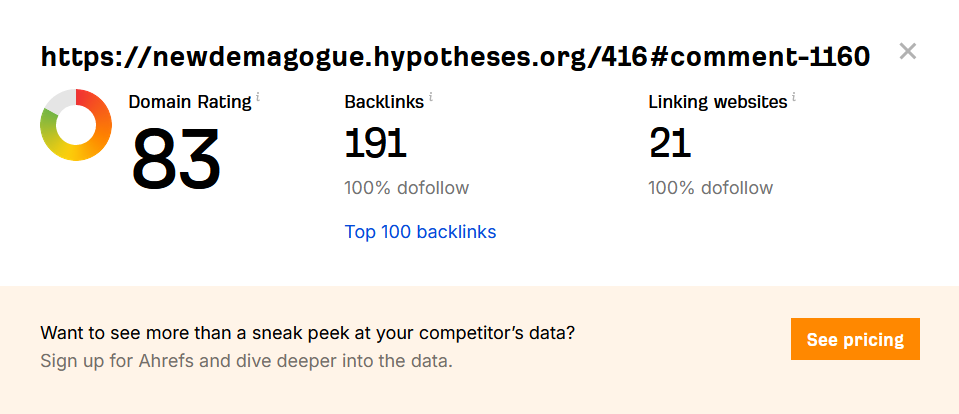 https://newdemagogue.hypotheses.org/416#comment-1160
Domain Rating i
83
Backlinks i
191
100% dofollow
Top 100 backlinks
Linking websites i
21
100% dofollow
Want to see more than a sneak peek at your competitor’s data?
Sign up for Ahrefs and dive deeper into the data.
See pricing